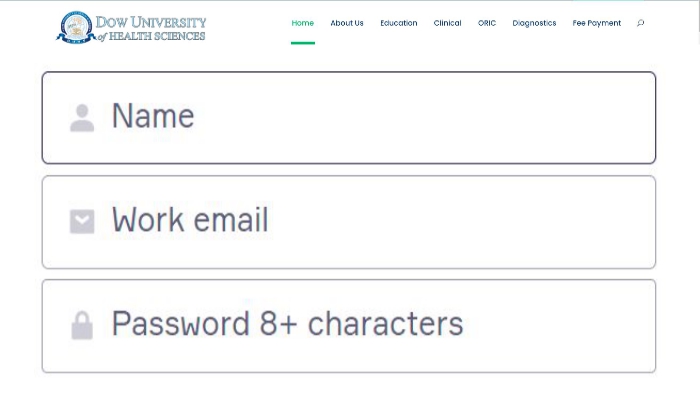 DOW UNIVERSITY
of HEALTH SCIENCES
Home About Us Education Clinical ORIC Diagnostics Fee Payment
Name
Work email
Password 8+ characters